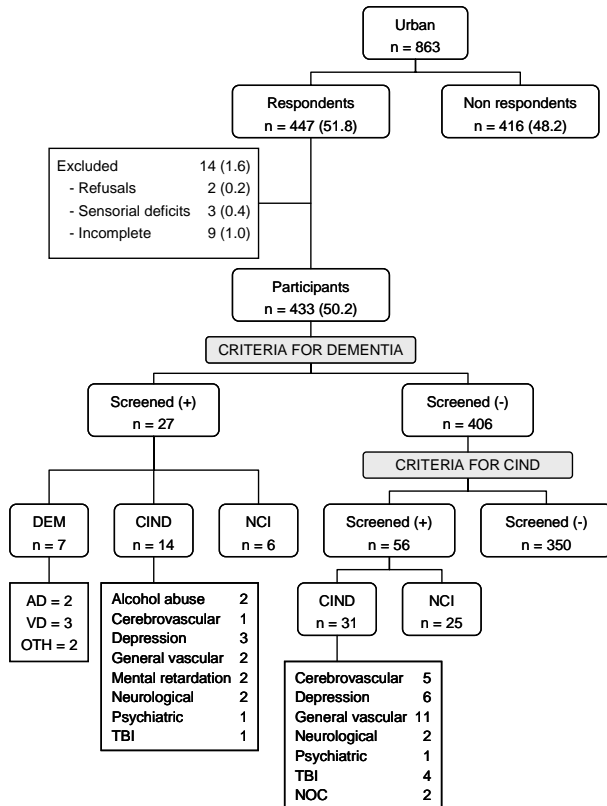 Urban
n = 863
Respondents
n = 447 (51.8)
Non respondents
n = 416 (48.2)
Excluded 14 (1.6)
- Refusals 2 (0.2)
- Sensorial deficits 3 (0.4)
- Incomplete 9 (1.0)
Participants
n = 433 (50.2)
CRITERIA FOR DEMENTIA
Screened (+)
n = 27
Screened (-)
n = 406
CRITERIA FOR CIND
DEM
n = 7
CIND
n = 14
NCI
n = 6
Screened (+)
n = 56
Screened (-)
n = 350
AD = 2
VD = 3
OTH = 2
Alcohol abuse 2
Cerebrovascular 1
Depression 3
General vascular 2
Mental retardation 2
Neurological 2
Psychiatric 1
TBI 1
CIND
n = 31
NCI
n = 25
Cerebrovascular 5
Depression 6
General vascular 11
Neurological 2
Psychiatric 1
TBI 4
NOC 2